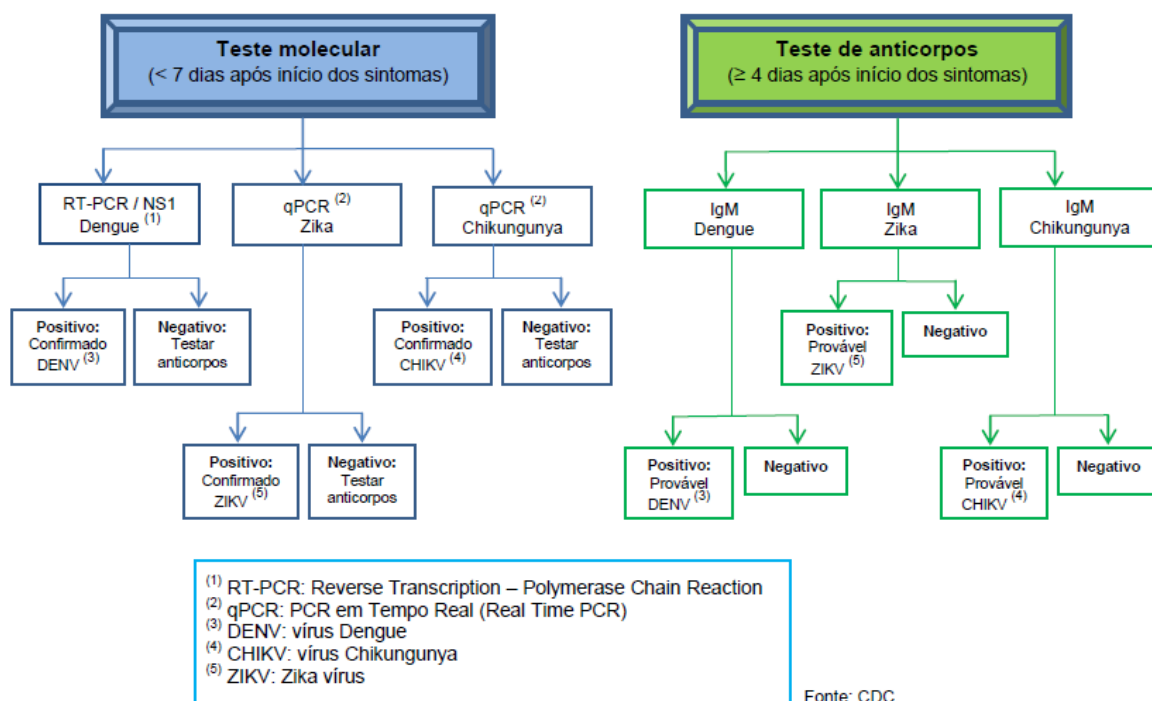 Teste molecular
(< 7 dias após início dos sintomas)
Teste de anticorpos
(≥ 4 dias após início dos sintomas)
RT-PCR / NS1
Dengue (1)
qPCR (2)
Zika
qPCR (2)
Chikungunya
IgM
Dengue
IgM
Zika
IgM
Chikungunya
Positivo:
Confirmado
DENV (3)
Negativo:
Testar
anticorpos
Positivo:
Confirmado
CHIKV (4)
Negativo:
Testar
anticorpos
Positivo:
Provável
ZIKV (5)
Negativo
Positivo:
Confirmado
ZIKV (5)
Negativo:
Testar
anticorpos
Positivo:
Provável
DENV (3)
Negativo
Positivo:
Provável
CHIKV (4)
Negativo
(1) RT-PCR: Reverse Transcription – Polymerase Chain Reaction
(2) qPCR: PCR em Tempo Real (Real Time PCR)
(3) DENV: vírus Dengue
(4) CHIKV: vírus Chikungunya
(5) ZIKV: Zika vírus
Fonte: CDC